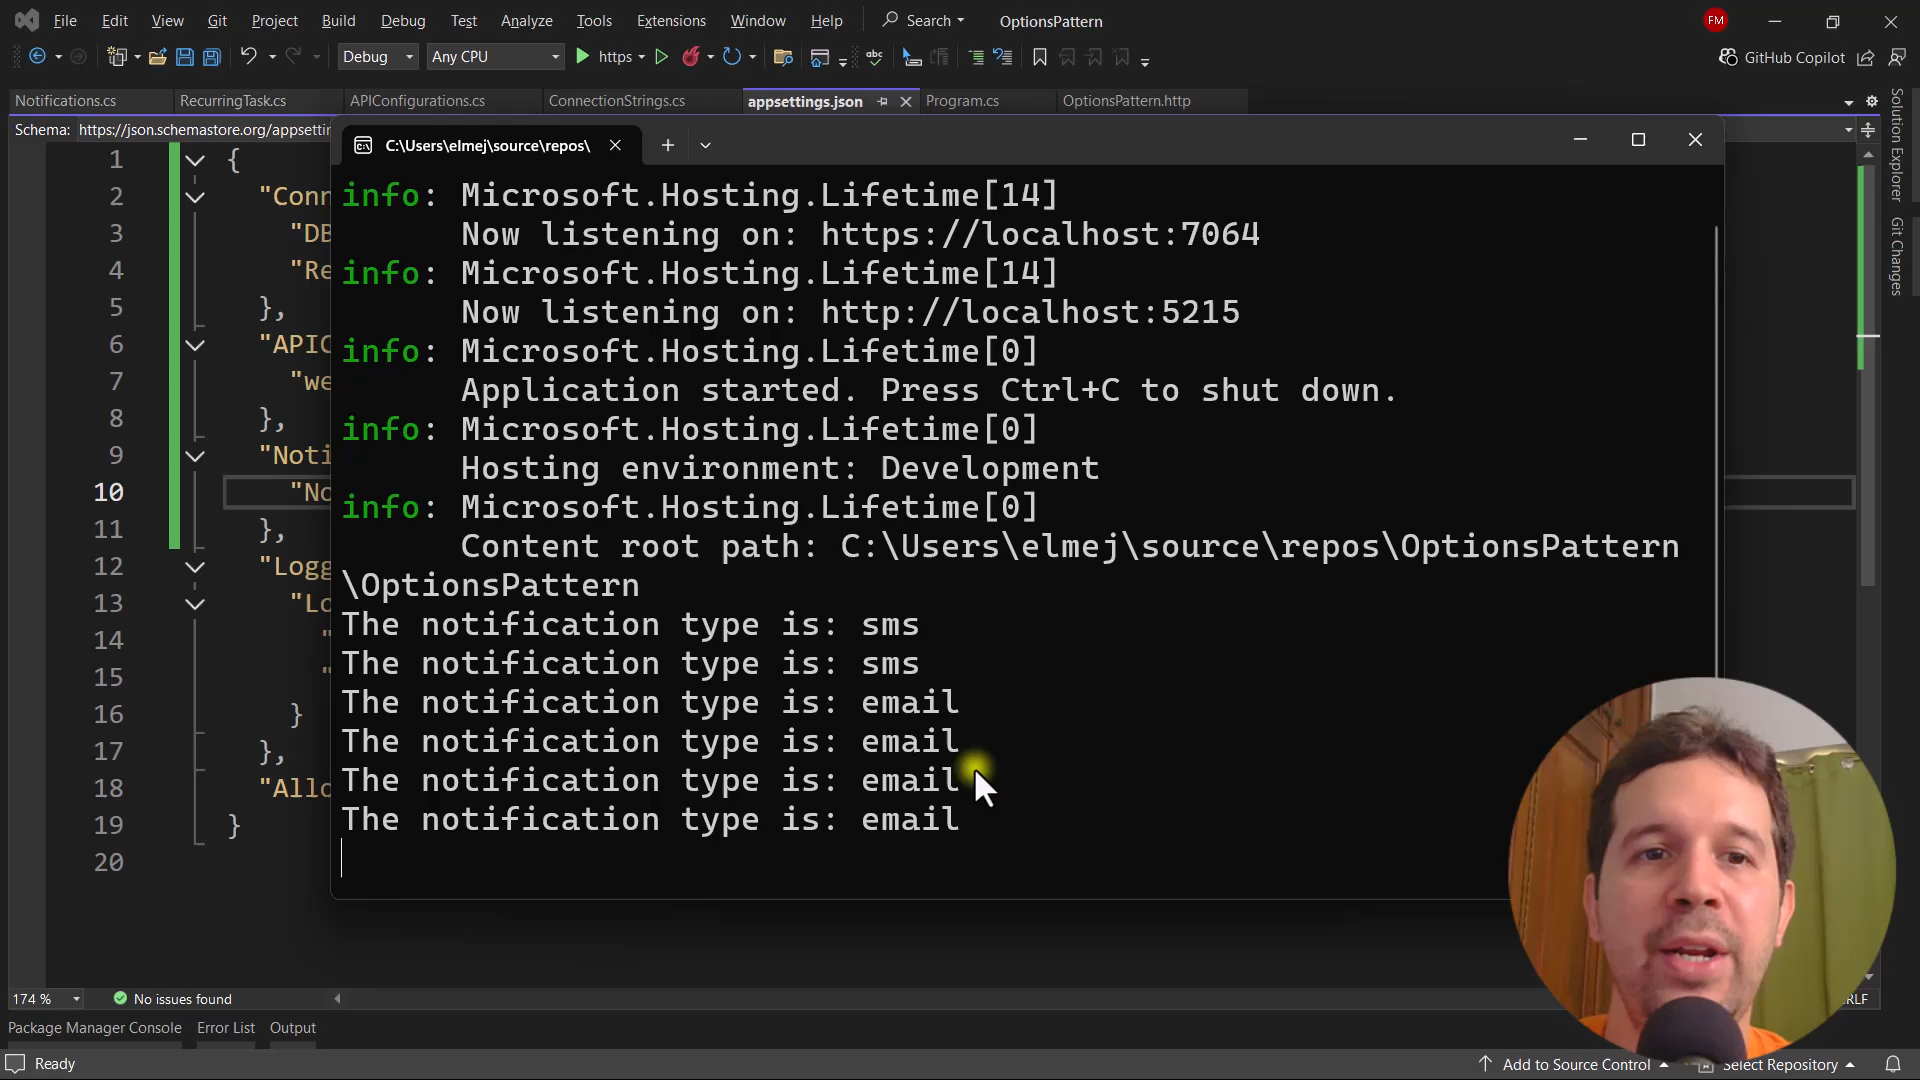 File Edit View Git Project Build Debug Test Analyze Tools Extensions Window Help Search OptionsPattern FM
Debug Any CPU https GitHub Copilot
Notifications.cs RecurringTask.cs APIConfigurations.cs ConnectionStrings.cs appsettings.json Program.cs OptionsPattern.http
Schema: https://json.schemastore.org/appsettin
C:\Users\elmej\source\repos\
Solution Explorer
Git Changes
1 {
2 "Conn
3 "DB
4 "Re
5 },
6 "APIC
7 "we
8 },
9 "Noti
10 "No
11 },
12 "Logg
13 "Lo
14 "
15 "
16 }
17 },
18 "Allo
19 }
20
info: Microsoft.Hosting.Lifetime[14]
Now listening on: https://localhost:7064
info: Microsoft.Hosting.Lifetime[14]
Now listening on: http://localhost:5215
info: Microsoft.Hosting.Lifetime[0]
Application started. Press Ctrl+C to shut down.
info: Microsoft.Hosting.Lifetime[0]
Hosting environment: Development
info: Microsoft.Hosting.Lifetime[0]
Content root path: C:\Users\elmej\source\repos\OptionsPattern
\OptionsPattern
The notification type is: sms
The notification type is: sms
The notification type is: email
The notification type is: email
The notification type is: email
The notification type is: email
174 % No issues found RLF
Package Manager Console Error List Output
Ready Add to Source Control Select Repository